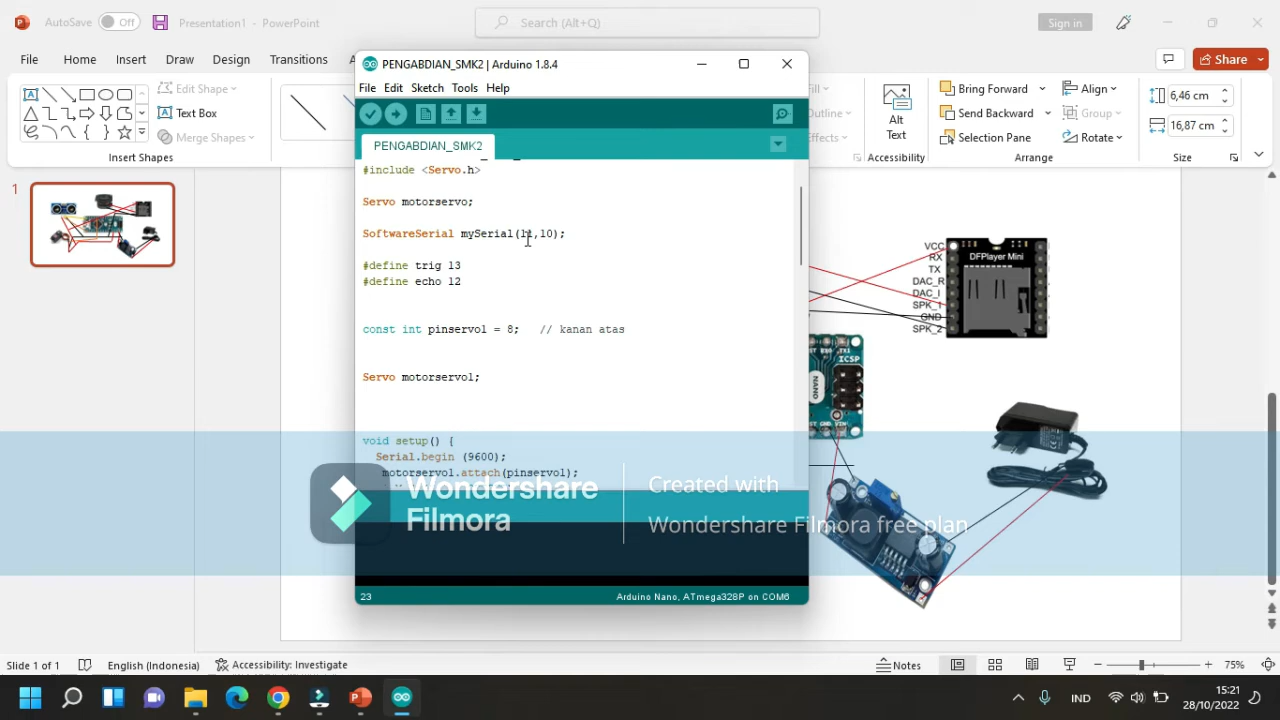 AutoSave Off Presentation1 - PowerPoint Search (Alt+Q) Sign in
File Home Insert Draw Design Transitions Share
Edit Shape
Text Box
Merge Shapes
Insert Shapes
Alt
Text
Accessibility
Bring Forward
Send Backward
Selection Pane
Align
Group
Rotate
Arrange
6,46 cm
16,87 cm
Size
1
PENGABDIAN_SMK2 | Arduino 1.8.4
File Edit Sketch Tools Help
PENGABDIAN_SMK2
#include <Servo.h>
Servo motorservo;
SoftwareSerial mySerial(11,10);
#define trig 13
#define echo 12
const int pinservo1 = 8; // kanan atas
Servo motorservo1;
void setup() {
Serial.begin (9600);
motorservo1.attach(pinservo1);
23 Arduino Nano, ATmega328P on COM6
VCC
RX
TX
DAC_R
DAC_I
SPK_1
GND
SPK_2
DFPlayer Mini
ICSP
NANO
Wondershare
Filmora
Created with
Wondershare Filmora free plan
Slide 1 of 1 English (Indonesia) Accessibility: Investigate Notes 75%
IND
15:21
28/10/2022